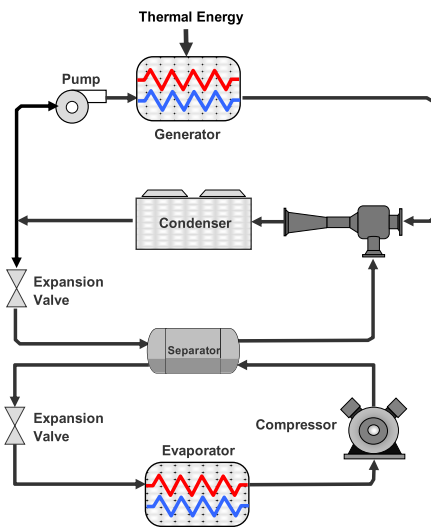 Thermal Energy
Pump
Generator
Condenser
Expansion
Valve
Separator
Expansion
Valve
Compressor
Evaporator